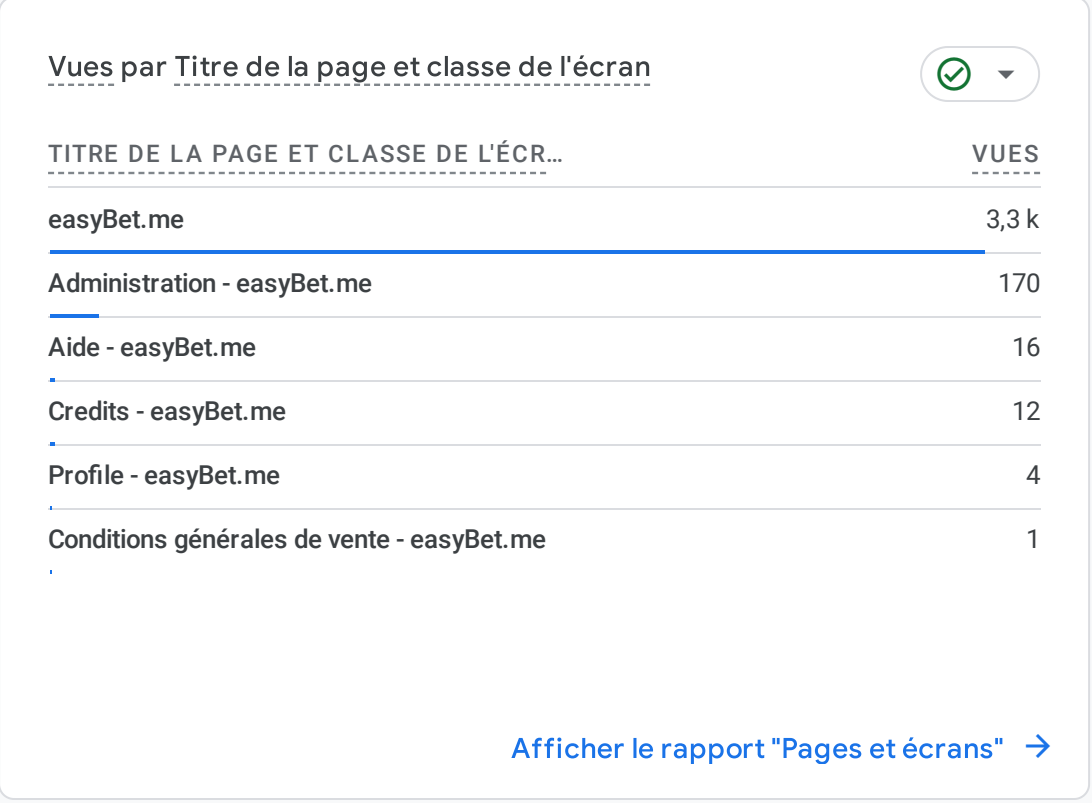 Vues par Titre de la page et classe de l'écran
TITRE DE LA PAGE ET CLASSE DE L'ÉCR… VUES
easyBet.me 3,3 k
Administration - easyBet.me 170
Aide - easyBet.me 16
Credits - easyBet.me 12
Profile - easyBet.me 4
Conditions générales de vente - easyBet.me 1
Afficher le rapport "Pages et écrans"